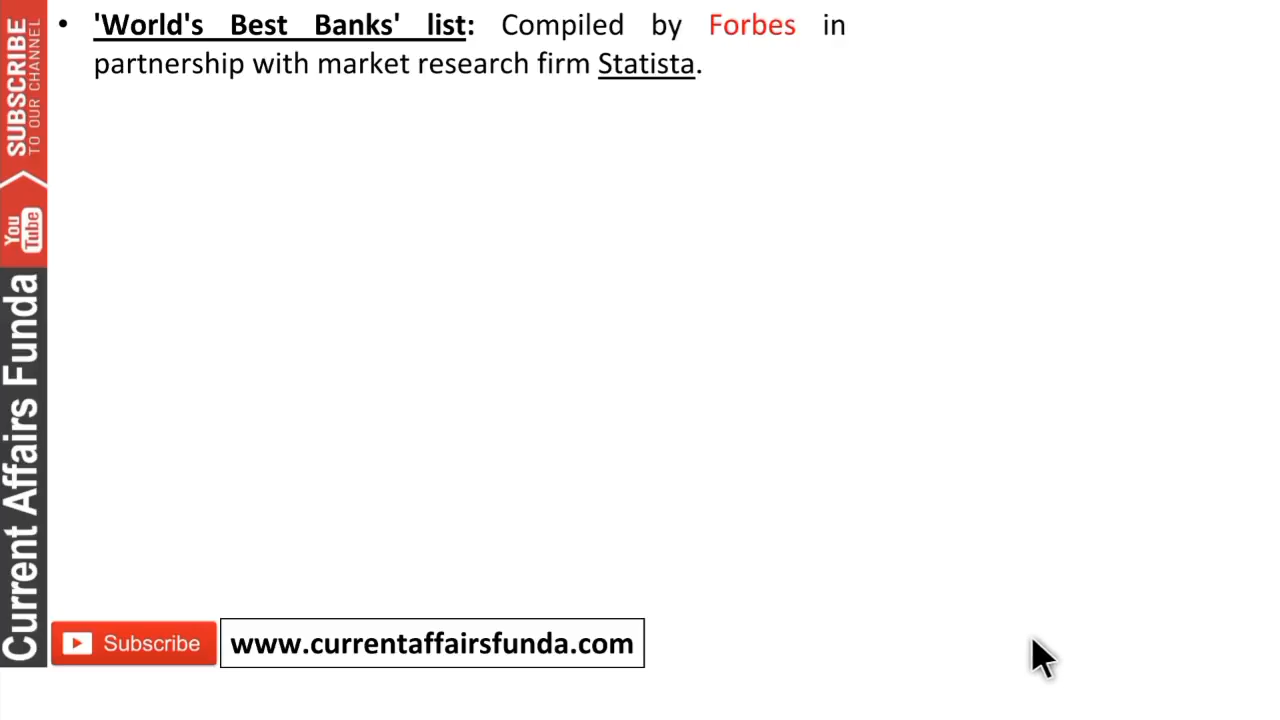 • 'World's Best Banks' list: Compiled by Forbes in
partnership with market research firm Statista.
SUBSCRIBE
TO OUR CHANNEL
You Tube
Current Affairs Funda
Subscribe
www.currentaffairsfunda.com